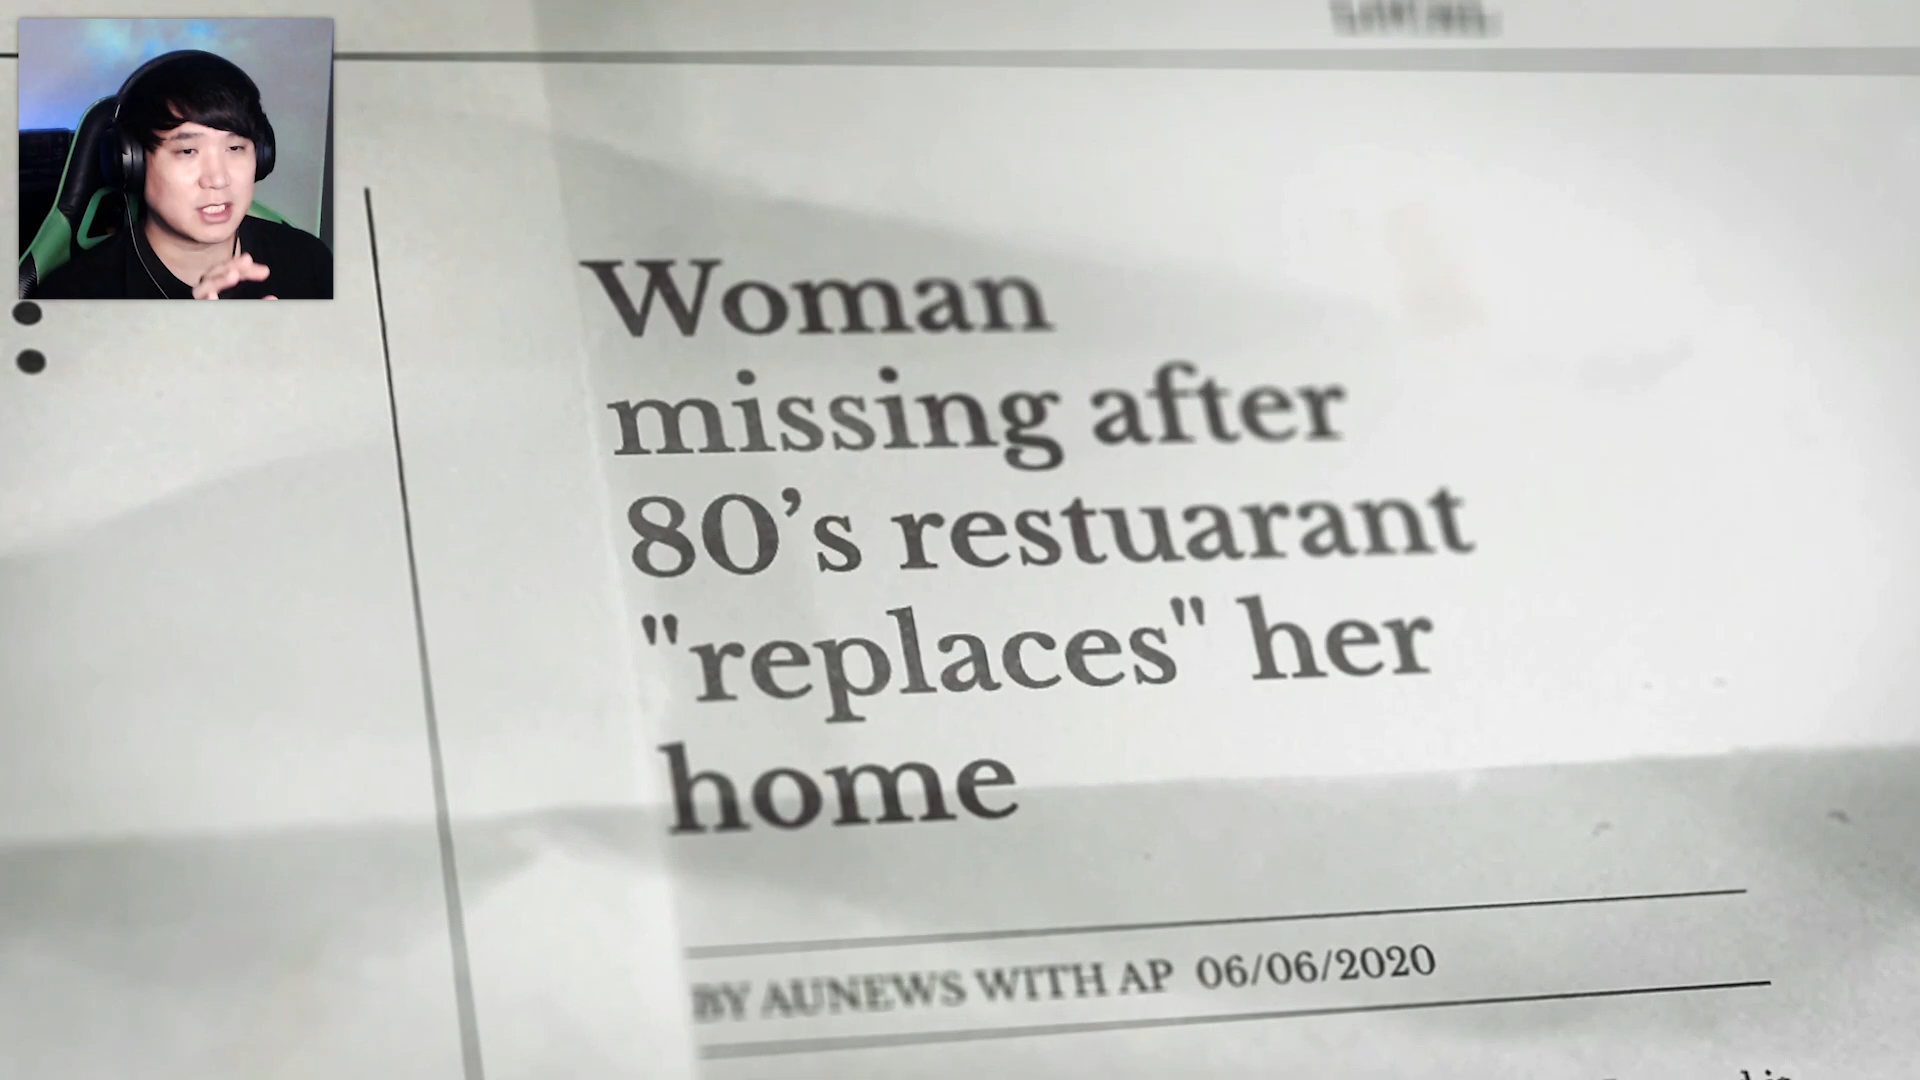 Woman
missing after
80's restuarant
"replaces" her
home
BY AUNEWS WITH AP 06/06/2020